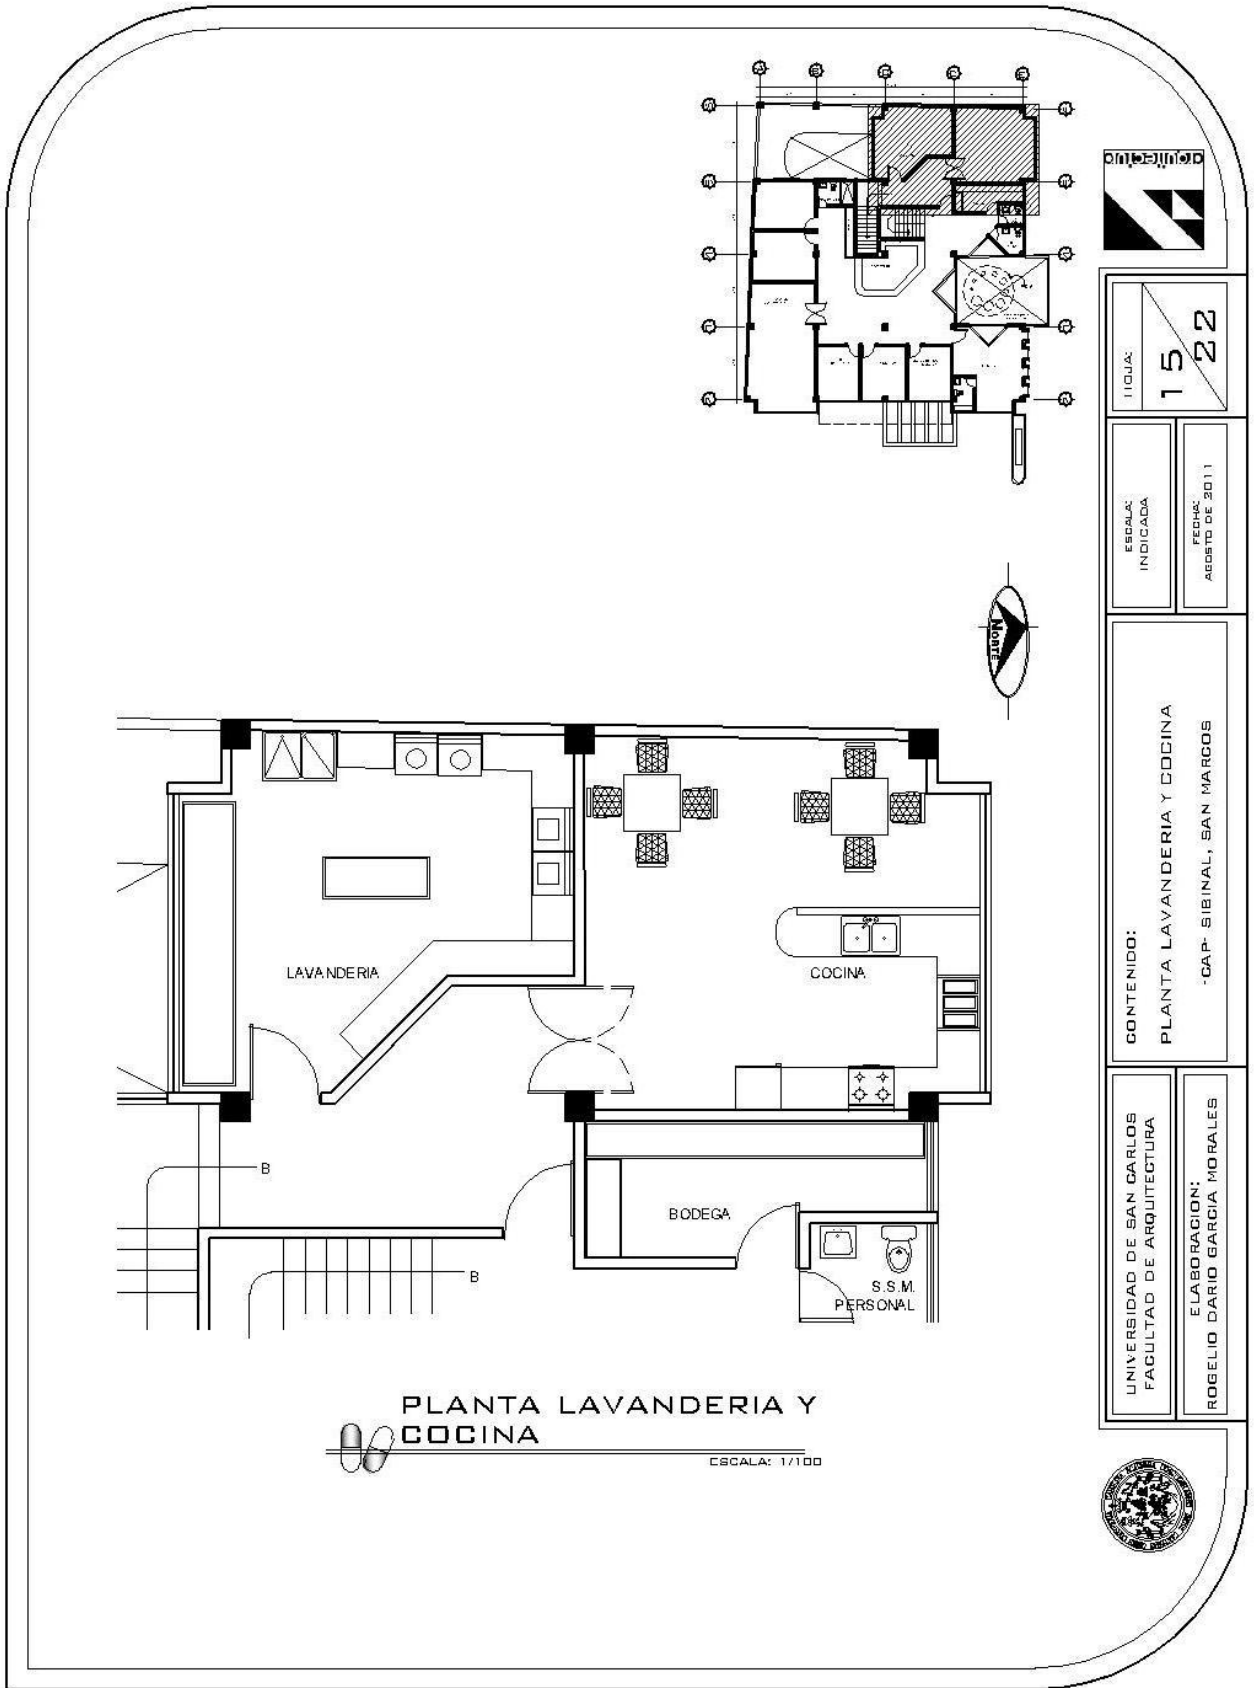 arquitectus
HOJA:
15
22
ESCALA:
INDICADA
FECHA:
AGOSTO DE 2011
NORTE
CONTENIDO:
PLANTA LAVANDERIA Y COCINA
-CAP- SIBINAL, SAN MARCOS
LAVANDERIA
COCINA
B
BODEGA
B
S.S.M.
PERSONAL
UNIVERSIDAD DE SAN CARLOS
FACULTAD DE ARQUITECTURA
ELABORACION:
ROGELIO DARIO GARCIA MORALES
PLANTA LAVANDERIA Y
COCINA
ESCALA: 1/100